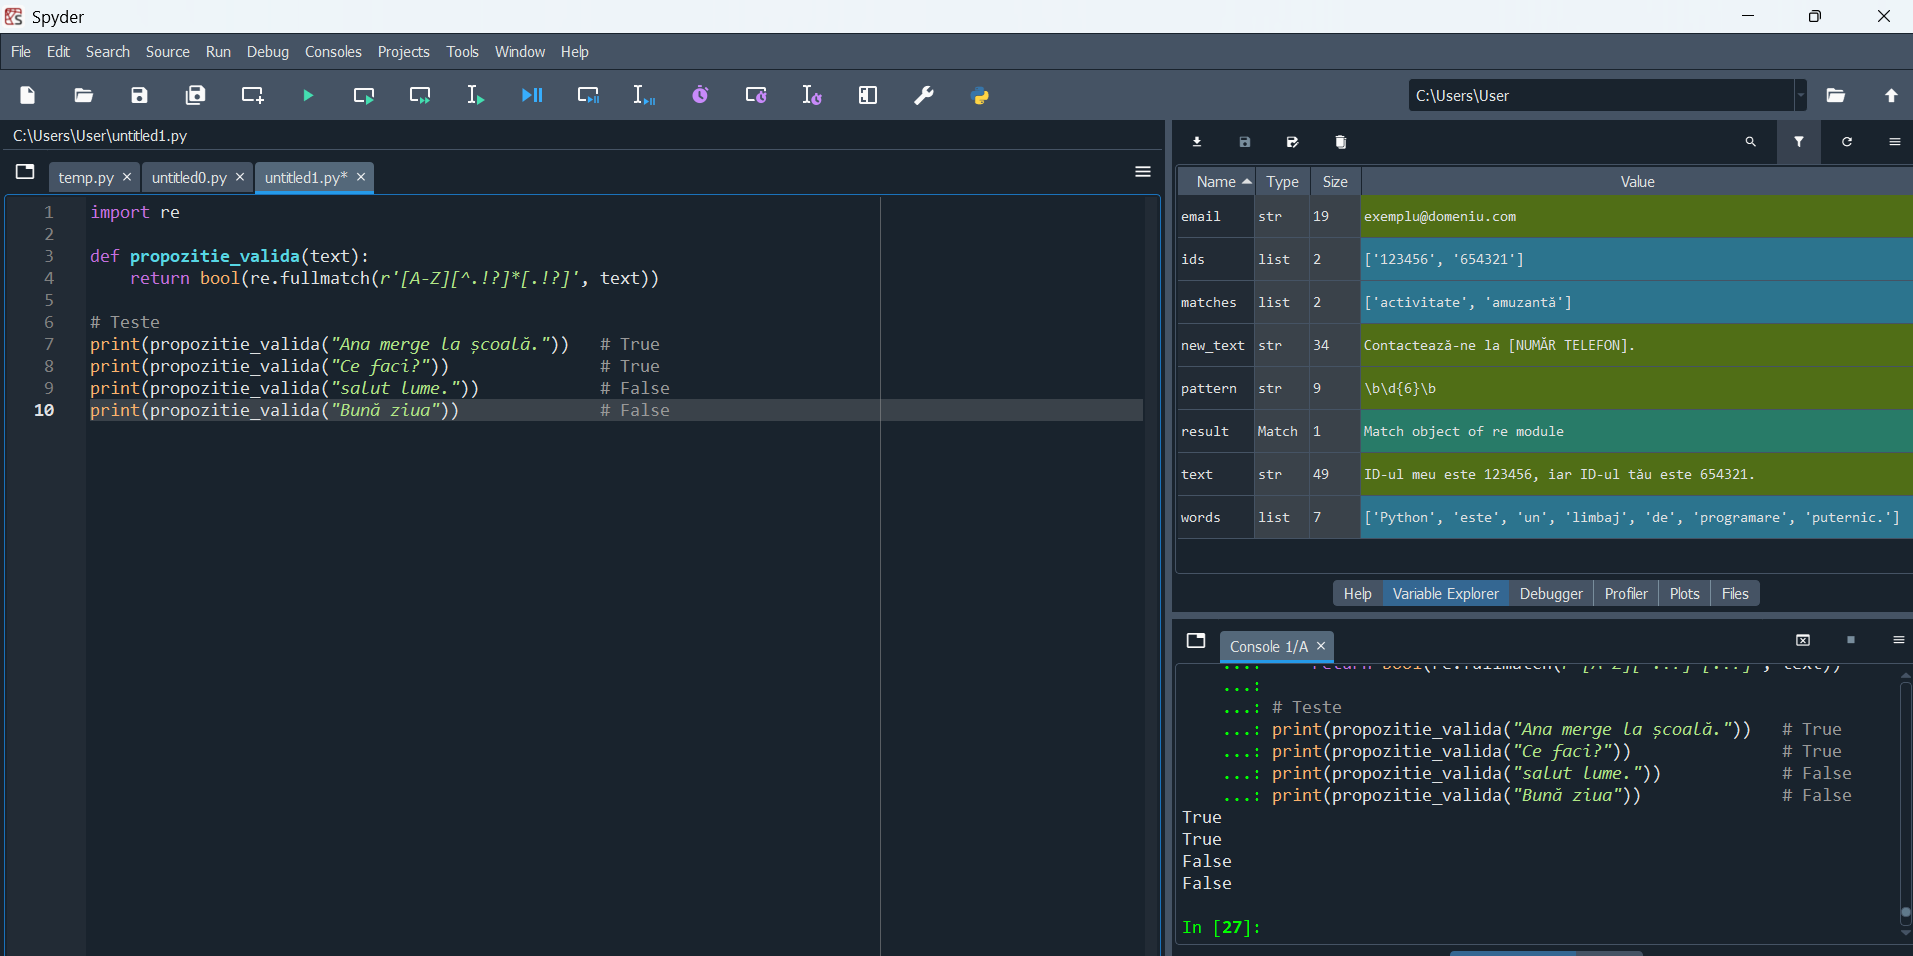 Spyder
File Edit Search Source Run Debug Consoles Projects Tools Window Help
C:\Users\User
C:\Users\User\untitled1.py
temp.py untitled0.py untitled1.py*
1 import re
2
3 def propozitie_valida(text):
4     return bool(re.fullmatch(r'[A-Z][^.!?]*[.!?]', text))
5
6 # Teste
7 print(propozitie_valida("Ana merge la școală."))   # True
8 print(propozitie_valida("Ce faci?"))               # True
9 print(propozitie_valida("salut lume."))            # False
10 print(propozitie_valida("Bună ziua"))              # False
Name Type Size Value
email str 19 exemplu@domeniu.com
ids list 2 ['123456', '654321']
matches list 2 ['activitate', 'amuzantă']
new_text str 34 Contactează-ne la [NUMĂR TELEFON].
pattern str 9 \b\d{6}\b
result Match 1 Match object of re module
text str 49 ID-ul meu este 123456, iar ID-ul tău este 654321.
words list 7 ['Python', 'este', 'un', 'limbaj', 'de', 'programare', 'puternic.']
Help Variable Explorer Debugger Profiler Plots Files
Console 1/A
...:
...: # Teste
...: print(propozitie_valida("Ana merge la școală."))   # True
...: print(propozitie_valida("Ce faci?"))               # True
...: print(propozitie_valida("salut lume."))            # False
...: print(propozitie_valida("Bună ziua"))              # False
True
True
False
False
In [27]: